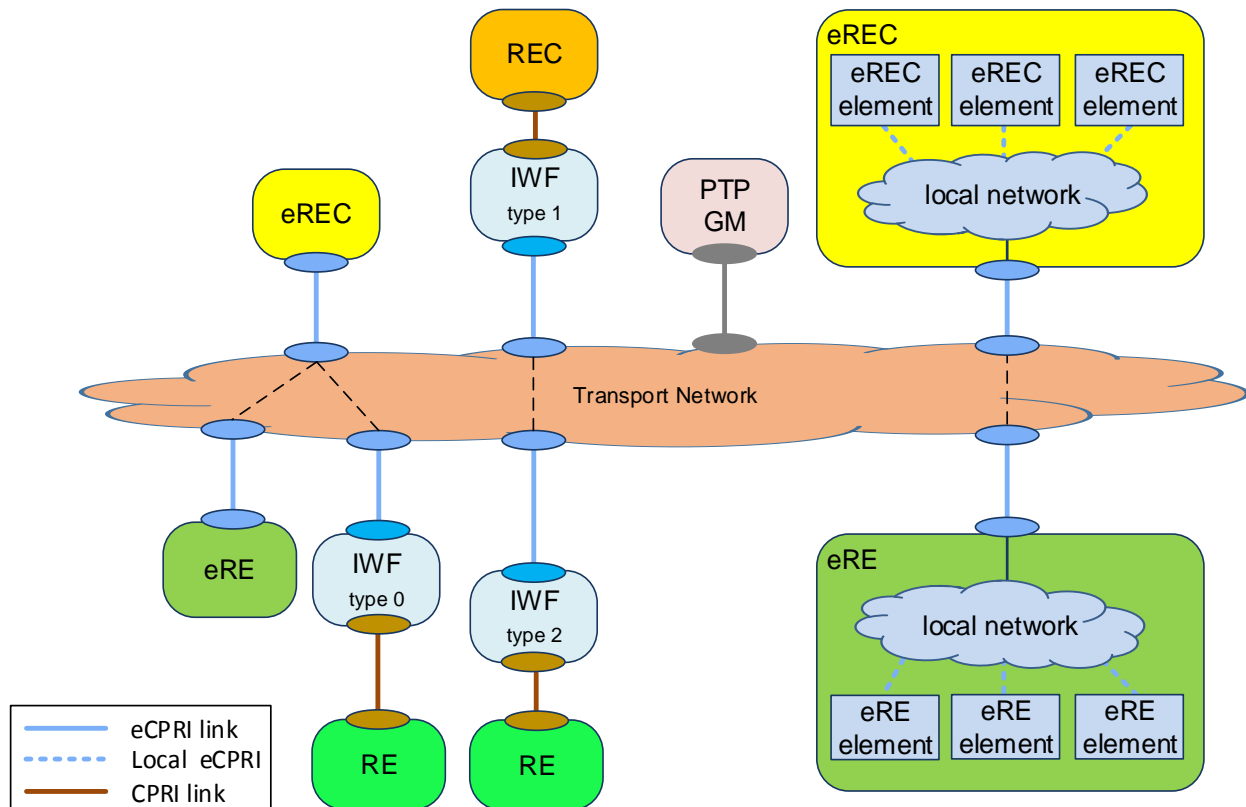 REC
eREC
eREC
element
eREC
element
eREC
element
local network
IWF
type 1
PTP
GM
eREC
Transport Network
eRE
IWF
type 0
IWF
type 2
eRE
local network
eRE
element
eRE
element
eRE
element
RE
RE
eCPRI link
Local eCPRI
CPRI link